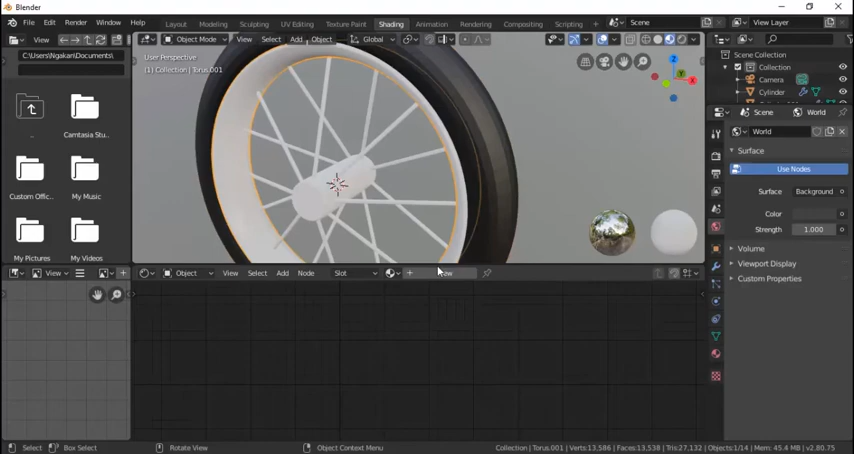 Blender
File Edit Render Window Help Layout Modeling Sculpting UV Editing Texture Paint Shading Animation Rendering Compositing Scripting + Scene View Layer
View Object Mode View Select Add Object Global
C:\Users\Ngakan\Documents\
User Perspective
(1) Collection | Torus.001
Z
Y
X
..
Camtasia Stu..
Custom Offic..
My Music
My Pictures
My Videos
Scene Collection
Collection
Camera
Cylinder
Scene World
World
Surface
Use Nodes
Surface Background
Color
Strength 1.000
Volume
Viewport Display
Custom Properties
View
Object View Select Add Node Slot
Select Box Select Rotate View Object Context Menu Collection | Torus.001 | Verts:13,586 | Faces:13,538 | Tris:27,132 | Objects:1/14 | Mem: 45.4 MB | v2.80.75